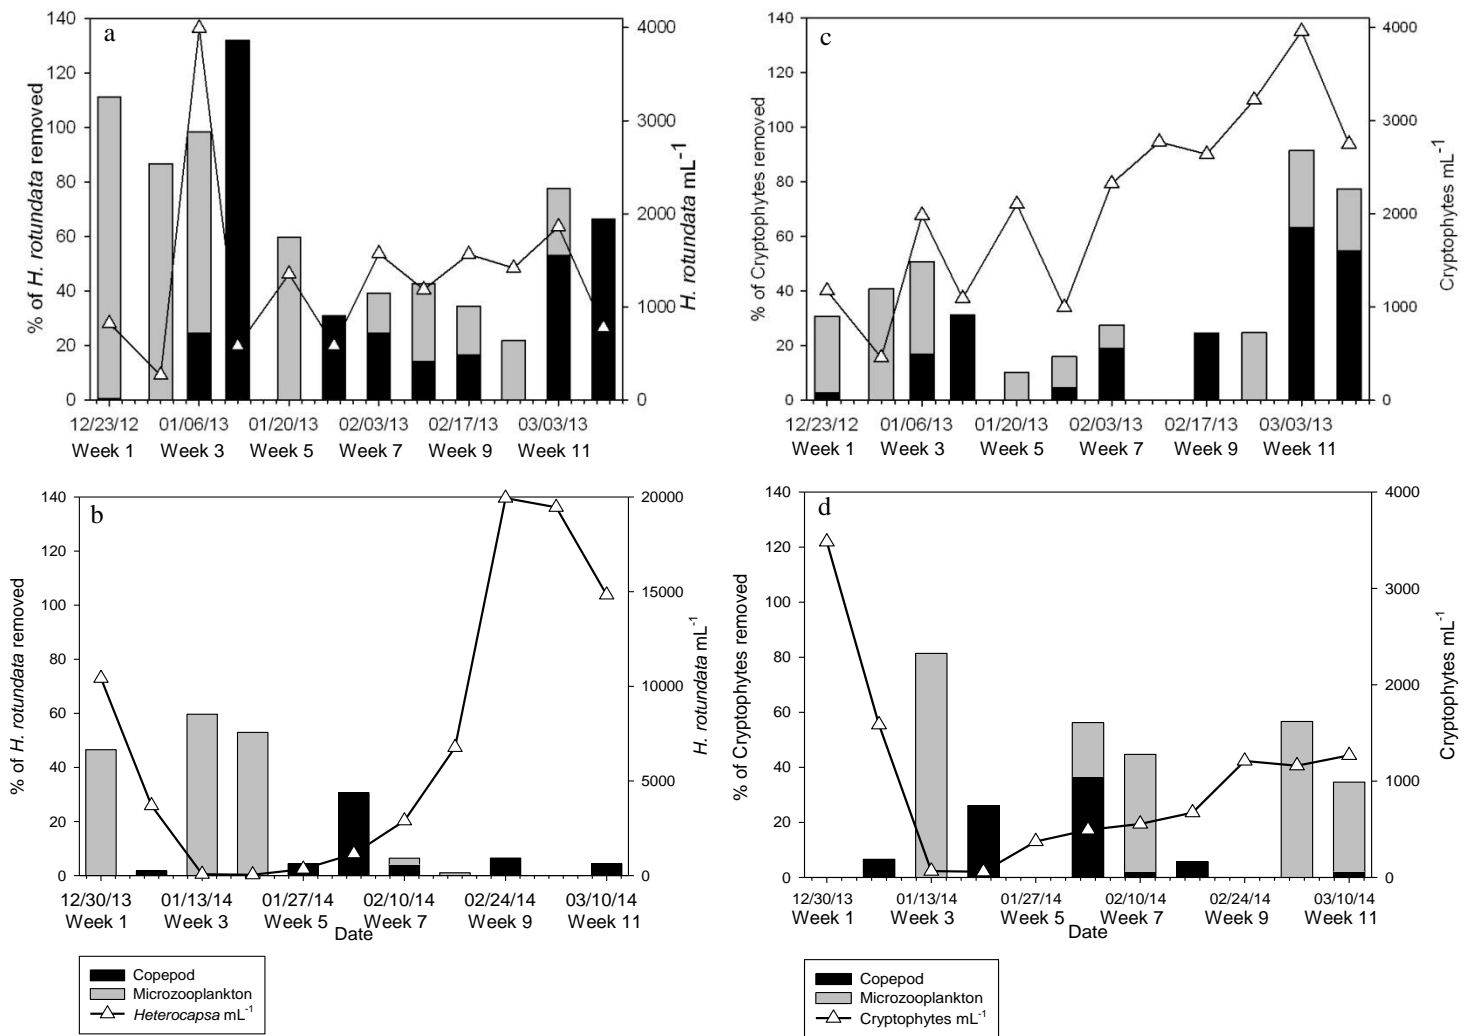 a
% of H. rotundata removed
140
120
100
80
60
40
20
0
4000
3000
2000
1000
0
H. rotundata mL-1
12/23/12 01/06/13 01/20/13 02/03/13 02/17/13 03/03/13
Week 1 Week 3 Week 5 Week 7 Week 9 Week 11
c
% of Cryptophytes removed
140
120
100
80
60
40
20
0
4000
3000
2000
1000
0
Cryptophytes mL-1
12/23/12 01/06/13 01/20/13 02/03/13 02/17/13 03/03/13
Week 1 Week 3 Week 5 Week 7 Week 9 Week 11
b
% of H. rotundata removed
140
120
100
80
60
40
20
0
20000
15000
10000
5000
0
H. rotundata mL-1
12/30/13 01/13/14 01/27/14 02/10/14 02/24/14 03/10/14
Week 1 Week 3 Week 5 Week 7 Week 9 Week 11
Date
Copepod
Microzooplankton
Heterocapsa mL-1
d
% of Cryptophytes removed
140
120
100
80
60
40
20
0
4000
3000
2000
1000
0
Cryptophytes mL-1
12/30/13 01/13/14 01/27/14 02/10/14 02/24/14 03/10/14
Week 1 Week 3 Week 5 Week 7 Week 9 Week 11
Date
Copepod
Microzooplankton
Cryptophytes mL-1